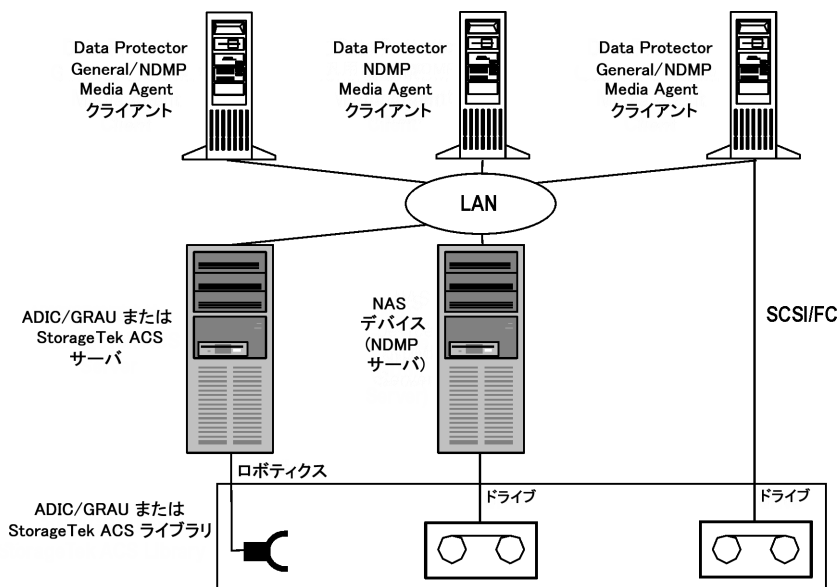 Data Protector
General/NDMP
Media Agent
クライアント
Data Protector
NDMP
Media Agent
クライアント
Data Protector
General/NDMP
Media Agent
クライアント
LAN
ADIC/GRAU または
StorageTek ACS
サーバ
NAS
デバイス
(NDMP
サーバ)
SCSI/FC
ロボティクス
ADIC/GRAU または
StorageTek ACS ライブラリ
ドライブ
ドライブ